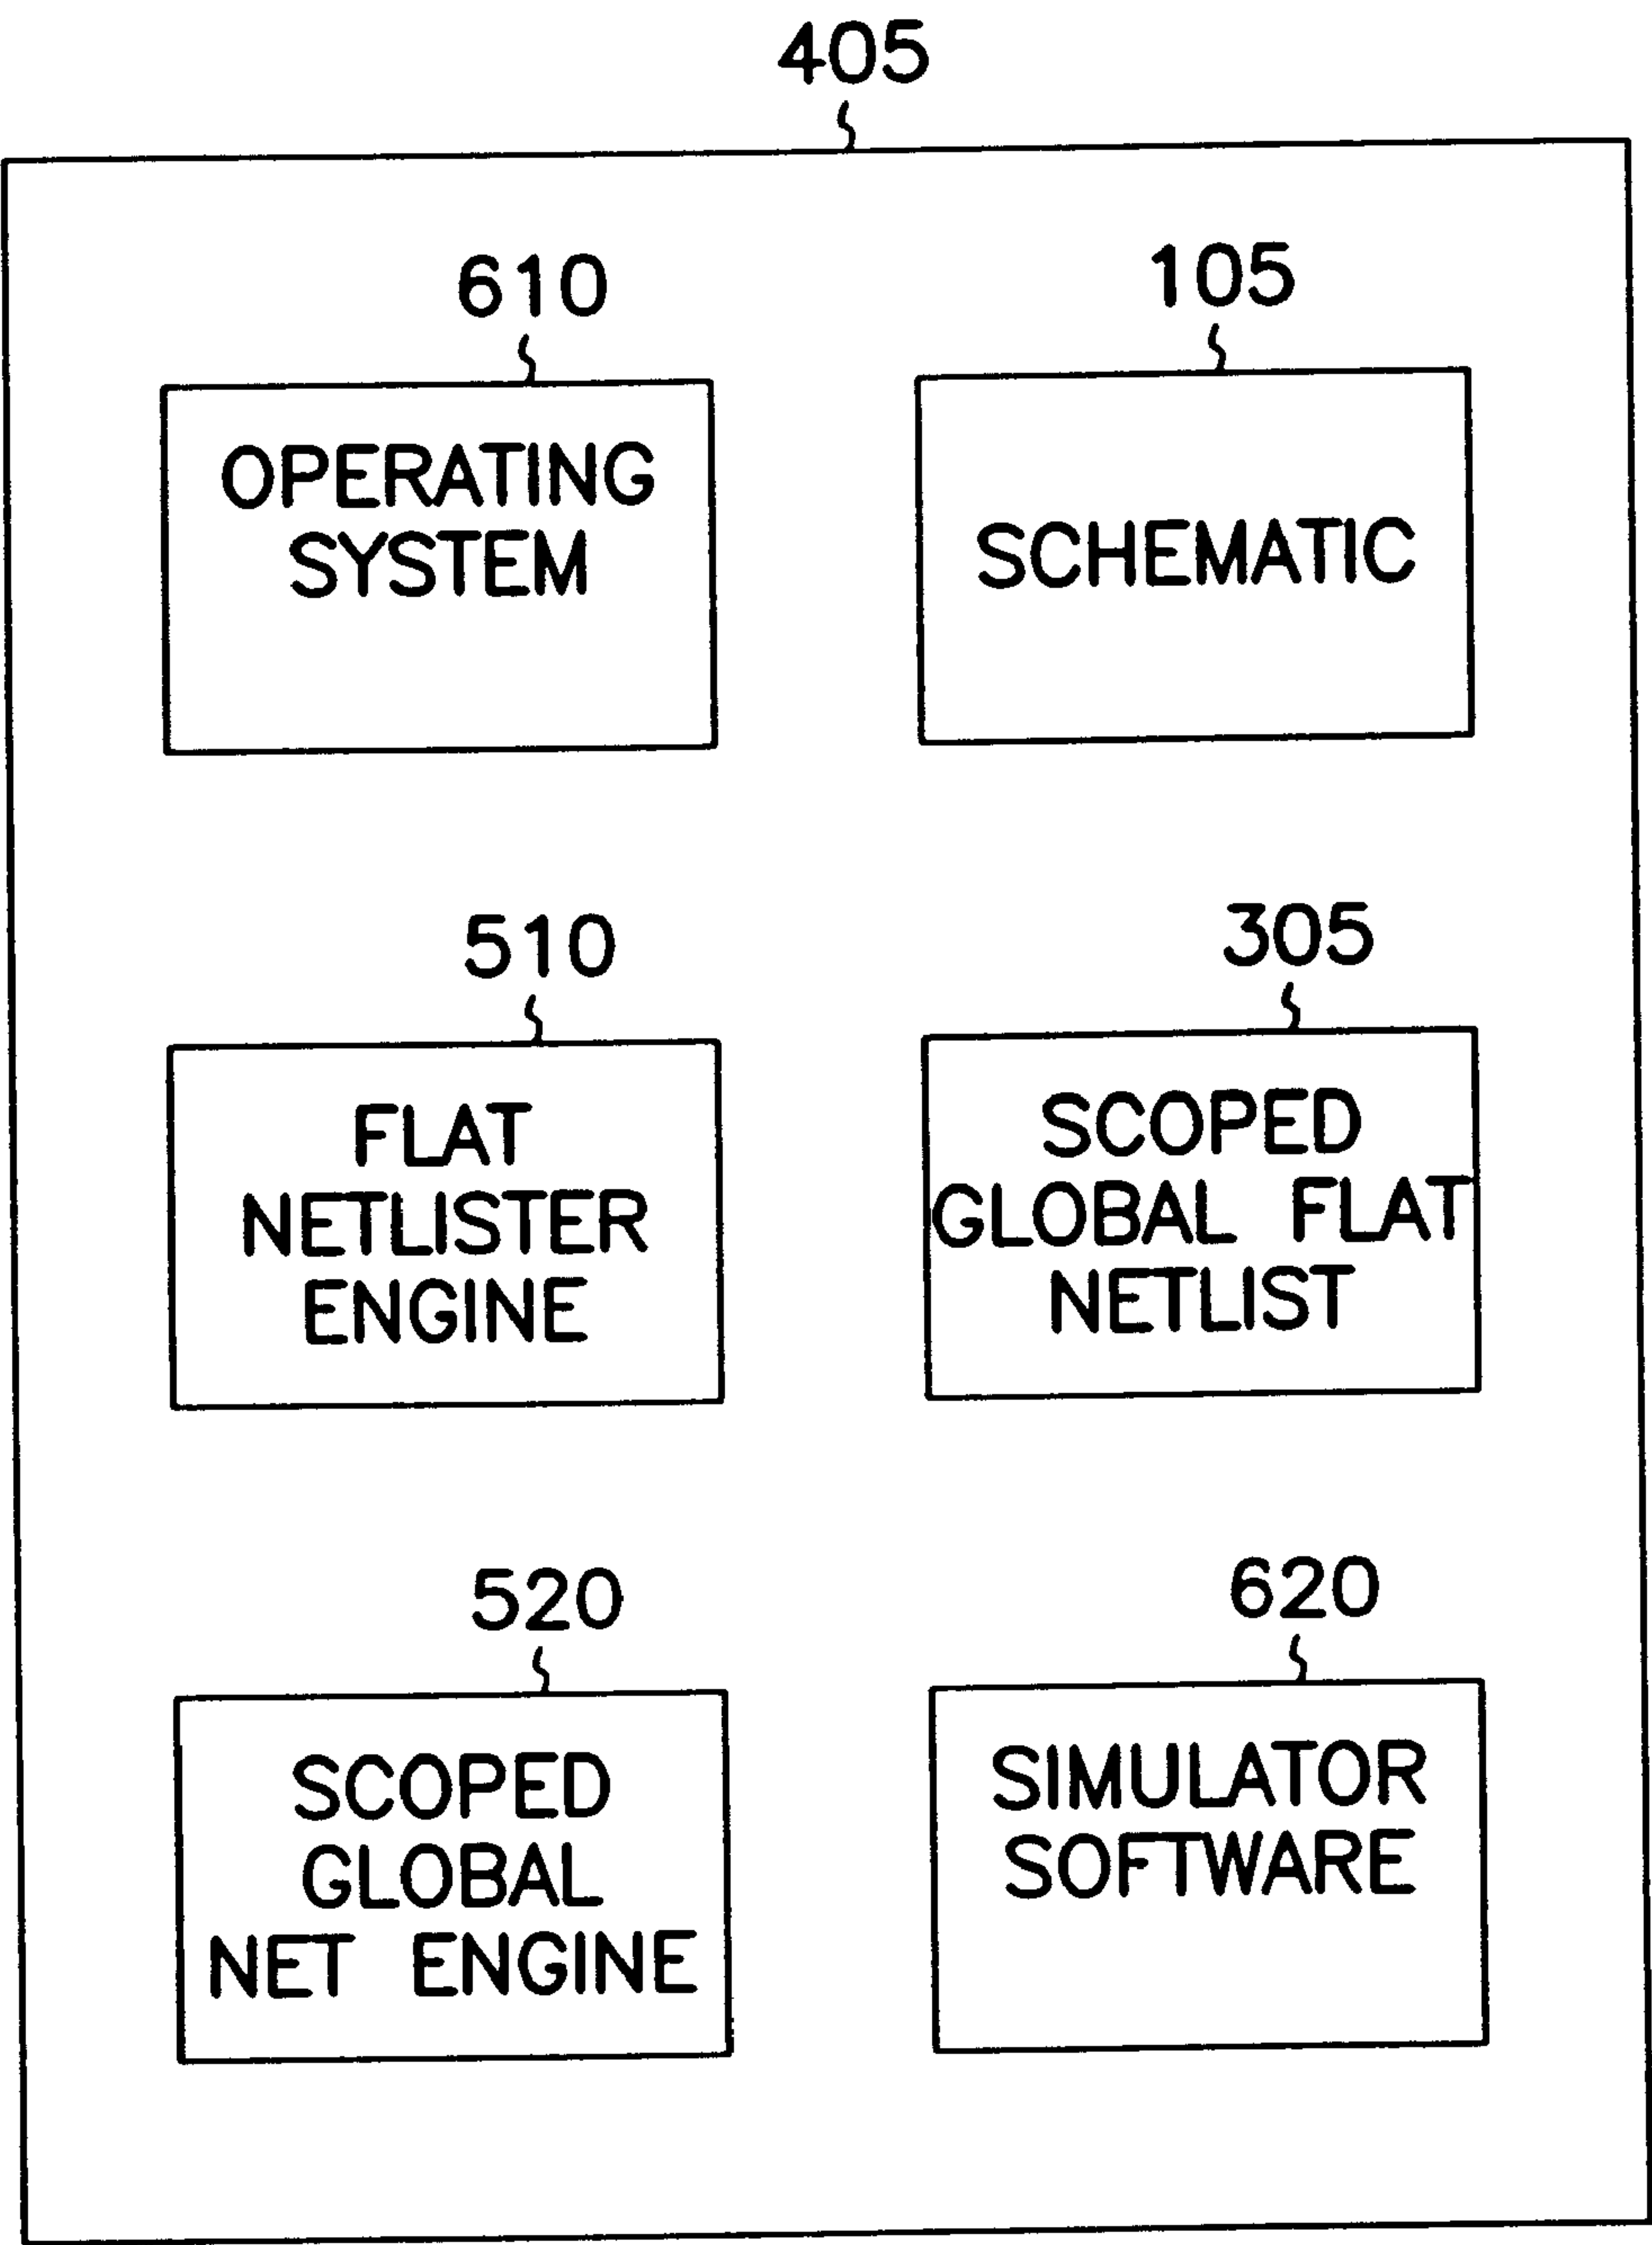 405
610
OPERATING
SYSTEM
105
SCHEMATIC
510
FLAT
NETLISTER
ENGINE
305
SCOPED
GLOBAL FLAT
NETLIST
520
SCOPED
GLOBAL
NET ENGINE
620
SIMULATOR
SOFTWARE